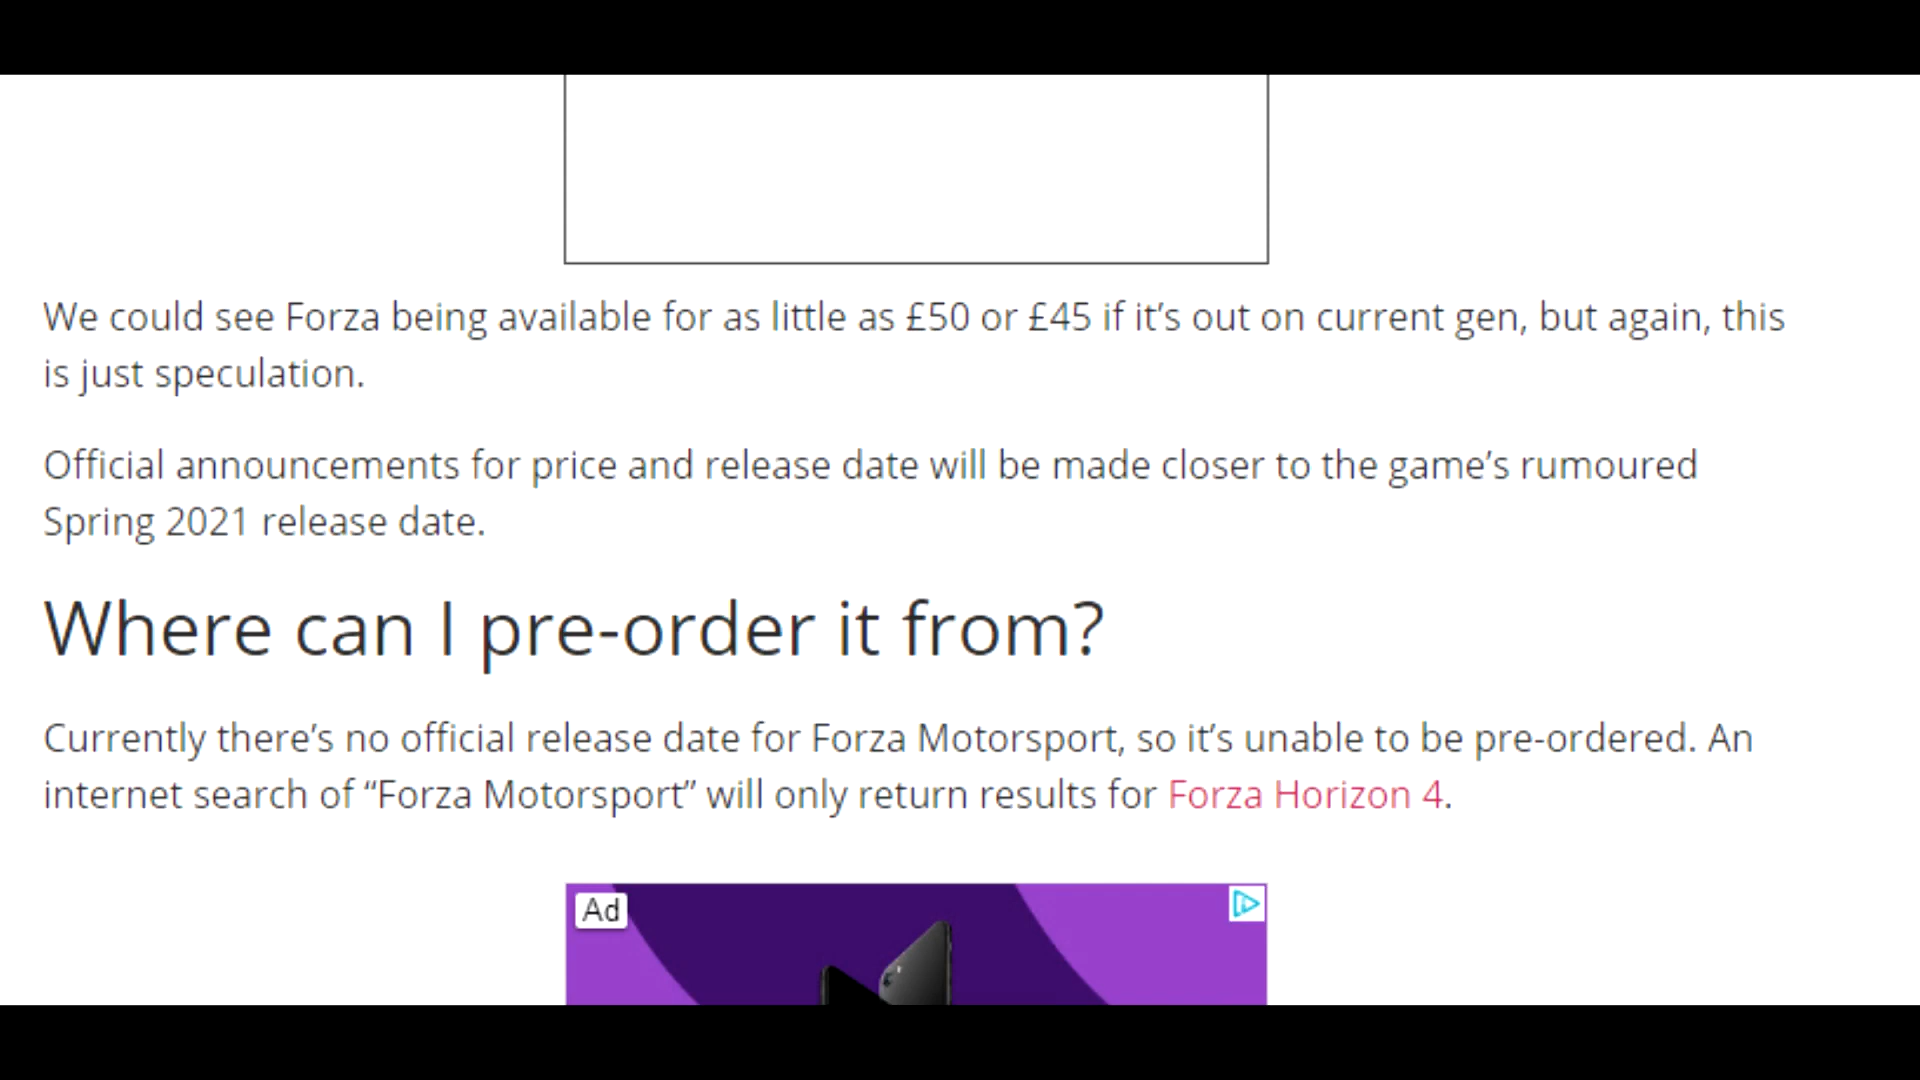 We could see Forza being available for as little as £50 or £45 if it’s out on current gen, but again, this
is just speculation.
Official announcements for price and release date will be made closer to the game’s rumoured
Spring 2021 release date.
Where can I pre-order it from?
Currently there’s no official release date for Forza Motorsport, so it’s unable to be pre-ordered. An
internet search of “Forza Motorsport” will only return results for Forza Horizon 4.
Ad